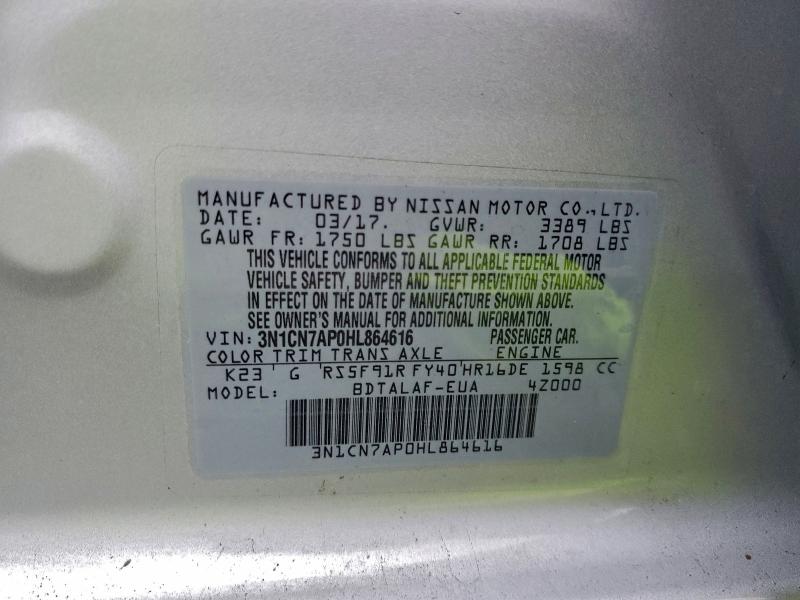 MANUFACTURED BY NISSAN MOTOR CO., LTD.
DATE: 03/17. GVWR: 3389 LBS
GAWR FR: 1750 LBS GAWR RR: 1708 LBS
THIS VEHICLE CONFORMS TO ALL APPLICABLE FEDERAL MOTOR
VEHICLE SAFETY, BUMPER AND THEFT PREVENTION STANDARDS
IN EFFECT ON THE DATE OF MANUFACTURE SHOWN ABOVE.
SEE OWNER'S MANUAL FOR ADDITIONAL INFORMATION.
VIN: 3N1CN7AP0HL864616 PASSENGER CAR.
COLOR TRIM TRANS AXLE ENGINE
K23 G RS5F91R FY40 HR16DE 1598 CC
MODEL: BDTALAF-EUA 4Z000
3N1CN7AP0HL864616